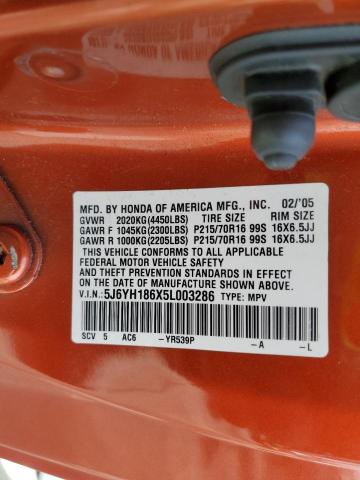 MFD. BY HONDA OF AMERICA MFG., INC. 02/'05
GVWR 2020KG(4450LBS) TIRE SIZE RIM SIZE
GAWR F 1045KG(2300LBS) P215/70R16 99S 16X6.5JJ
GAWR R 1000KG(2205LBS) P215/70R16 99S 16X6.5JJ
THIS VEHICLE CONFORMS TO ALL APPLICABLE
FEDERAL MOTOR VEHICLE SAFETY STANDARDS IN EFFECT
ON THE DATE OF MANUFACTURE SHOWN ABOVE.
V.I.N: 5J6YH186X5L003286 TYPE: MPV
SCV 5 AC6 -YR539P -A -L